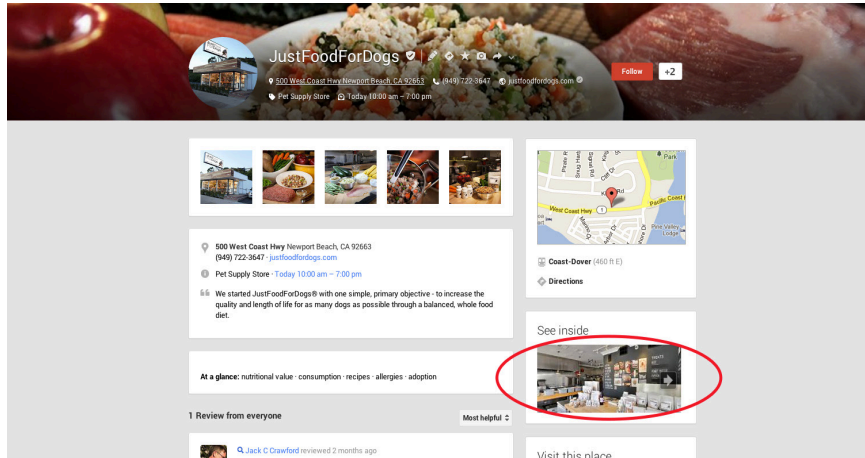 JustFoodForDogs
500 West Coast Hwy Newport Beach, CA 92663 (949) 722-3647 justfoodfordogs.com
Pet Supply Store Today 10:00 am – 7:00 pm
Follow
+2
500 West Coast Hwy Newport Beach, CA 92663
(949) 722-3647 · justfoodfordogs.com
Pet Supply Store · Today 10:00 am – 7:00 pm
We started JustFoodForDogs® with one simple, primary objective - to increase the
quality and length of life for as many dogs as possible through a balanced, whole food
diet.
At a glance: nutritional value · consumption · recipes · allergies · adoption
1 Review from everyone
Most helpful
Jack C Crawford reviewed 2 months ago
Park
West Coast Hwy
1
Pacific Coast
Pine Valley
Lodge
Coast-Dover (460 ft E)
Directions
See inside
Visit this place